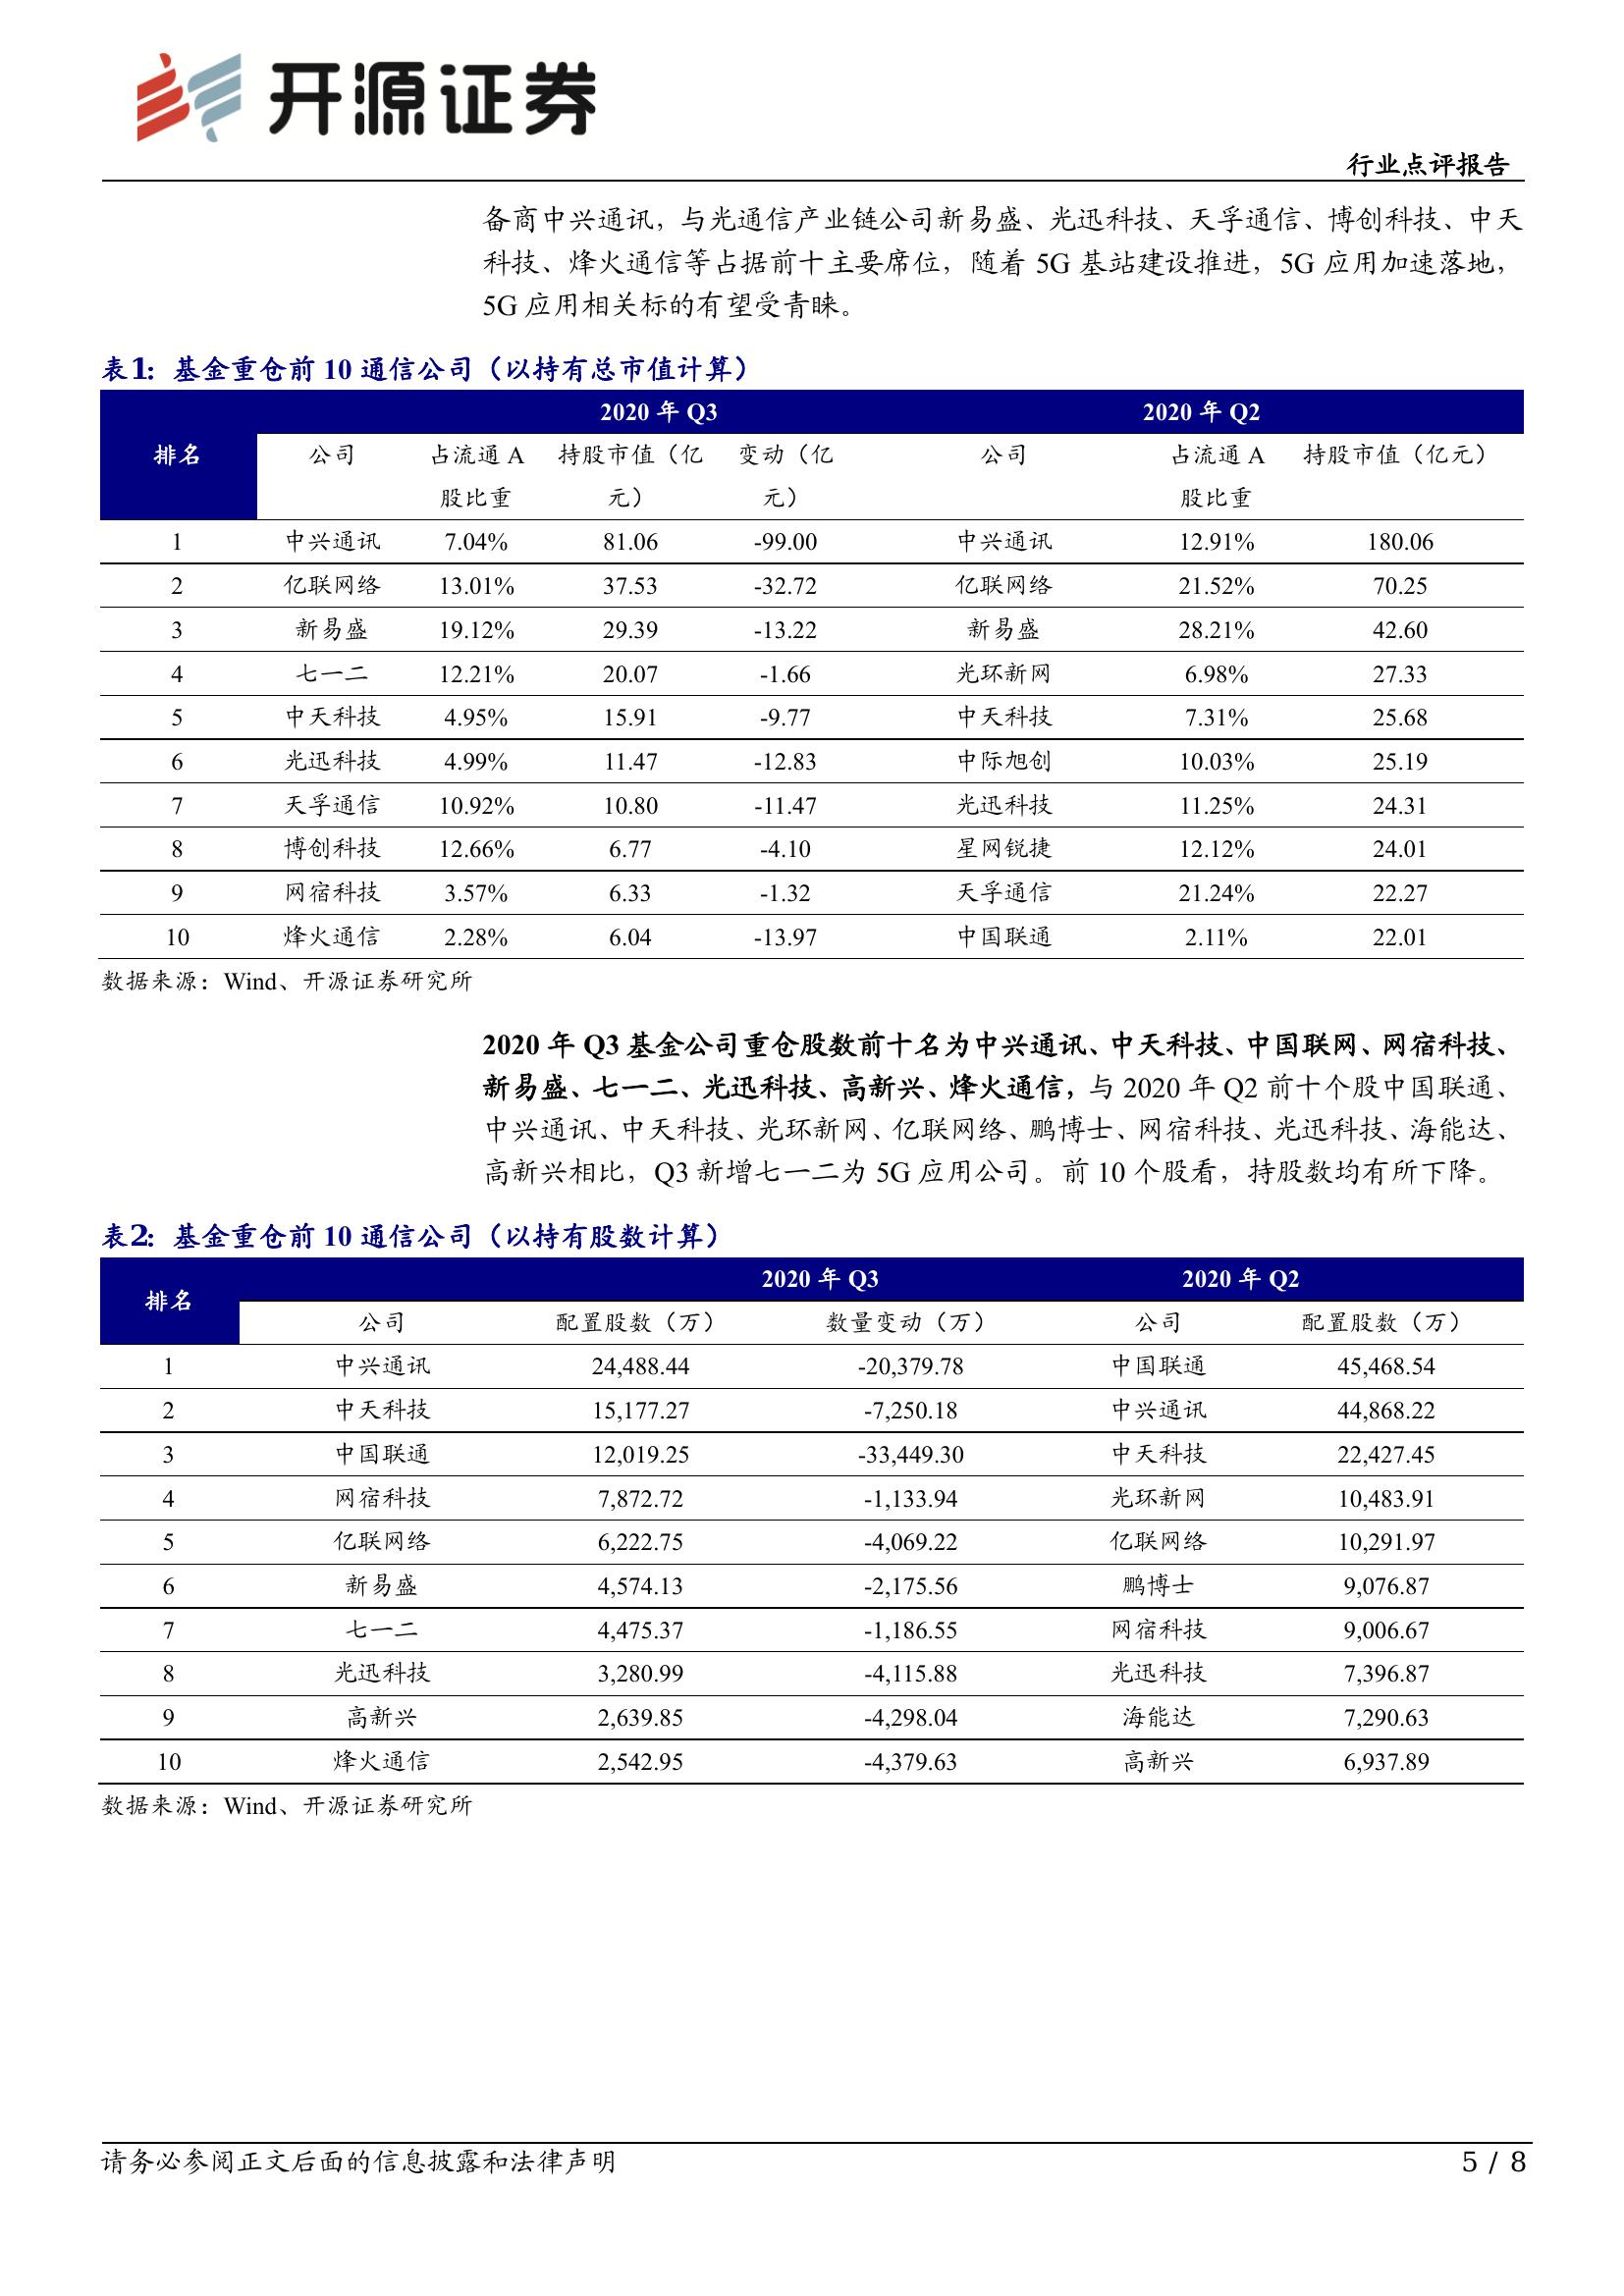 开源证券
行业点评报告
备商中兴通讯，与光通信产业链公司新易盛、光迅科技、天孚通信、博创科技、中天
科技、烽火通信等占据前十主要席位，随着 5G 基站建设推进，5G 应用加速落地，
5G 应用相关标的有望受青睐。
表1：基金重仓前 10 通信公司（以持有总市值计算）
2020 年 Q3 2020 年 Q2
排名 公司 占流通 A 持股市值（亿 变动（亿 公司 占流通 A 持股市值（亿元）
股比重 元） 元） 股比重
1 中兴通讯 7.04% 81.06 -99.00 中兴通讯 12.91% 180.06
2 亿联网络 13.01% 37.53 -32.72 亿联网络 21.52% 70.25
3 新易盛 19.12% 29.39 -13.22 新易盛 28.21% 42.60
4 七一二 12.21% 20.07 -1.66 光环新网 6.98% 27.33
5 中天科技 4.95% 15.91 -9.77 中天科技 7.31% 25.68
6 光迅科技 4.99% 11.47 -12.83 中际旭创 10.03% 25.19
7 天孚通信 10.92% 10.80 -11.47 光迅科技 11.25% 24.31
8 博创科技 12.66% 6.77 -4.10 星网锐捷 12.12% 24.01
9 网宿科技 3.57% 6.33 -1.32 天孚通信 21.24% 22.27
10 烽火通信 2.28% 6.04 -13.97 中国联通 2.11% 22.01
数据来源：Wind、开源证券研究所
2020 年 Q3 基金公司重仓股数前十名为中兴通讯、中天科技、中国联网、网宿科技、
新易盛、七一二、光迅科技、高新兴、烽火通信，与 2020 年 Q2 前十个股中国联通、
中兴通讯、中天科技、光环新网、亿联网络、鹏博士、网宿科技、光迅科技、海能达、
高新兴相比，Q3 新增七一二为 5G 应用公司。前 10 个股看，持股数均有所下降。
表2：基金重仓前 10 通信公司（以持有股数计算）
2020 年 Q3 2020 年 Q2
排名 公司 配置股数（万） 数量变动（万） 公司 配置股数（万）
1 中兴通讯 24,488.44 -20,379.78 中国联通 45,468.54
2 中天科技 15,177.27 -7,250.18 中兴通讯 44,868.22
3 中国联通 12,019.25 -33,449.30 中天科技 22,427.45
4 网宿科技 7,872.72 -1,133.94 光环新网 10,483.91
5 亿联网络 6,222.75 -4,069.22 亿联网络 10,291.97
6 新易盛 4,574.13 -2,175.56 鹏博士 9,076.87
7 七一二 4,475.37 -1,186.55 网宿科技 9,006.67
8 光迅科技 3,280.99 -4,115.88 光迅科技 7,396.87
9 高新兴 2,639.85 -4,298.04 海能达 7,290.63
10 烽火通信 2,542.95 -4,379.63 高新兴 6,937.89
数据来源：Wind、开源证券研究所
请务必参阅正文后面的信息披露和法律声明 5 / 8